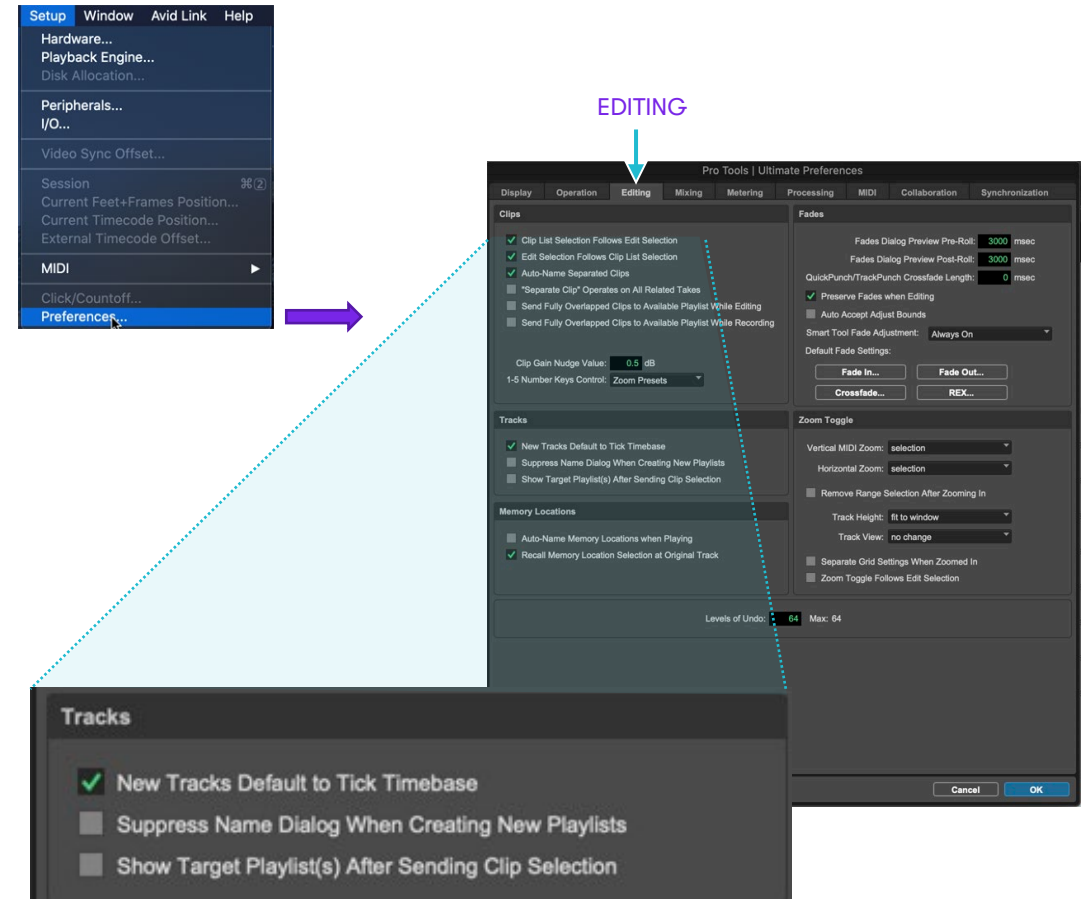 Setup Window Avid Link Help
Hardware...
Playback Engine...
Disk Allocation...
Peripherals...
I/O...
Video Sync Offset...
Session ⌘2
Current Feet+Frames Position...
Current Timecode Position...
External Timecode Offset...
MIDI
Click/Countoff...
Preferences...
EDITING
Pro Tools | Ultimate Preferences
Display Operation Editing Mixing Metering Processing MIDI Collaboration Synchronization
Clips
Clip List Selection Follows Edit Selection
Edit Selection Follows Clip List Selection
Auto-Name Separated Clips
"Separate Clip" Operates on All Related Takes
Send Fully Overlapped Clips to Available Playlist While Editing
Send Fully Overlapped Clips to Available Playlist While Recording
Clip Gain Nudge Value: 0.5 dB
1-5 Number Keys Control: Zoom Presets
Fades
Fades Dialog Preview Pre-Roll: 3000 msec
Fades Dialog Preview Post-Roll: 3000 msec
QuickPunch/TrackPunch Crossfade Length: 0 msec
Preserve Fades when Editing
Auto Accept Adjust Bounds
Smart Tool Fade Adjustment: Always On
Default Fade Settings:
Fade In... Fade Out...
Crossfade... REX...
Tracks
New Tracks Default to Tick Timebase
Suppress Name Dialog When Creating New Playlists
Show Target Playlist(s) After Sending Clip Selection
Memory Locations
Auto-Name Memory Locations when Playing
Recall Memory Location Selection at Original Track
Zoom Toggle
Vertical MIDI Zoom: selection
Horizontal Zoom: selection
Remove Range Selection After Zooming In
Track Height: fit to window
Track View: no change
Separate Grid Settings When Zoomed In
Zoom Toggle Follows Edit Selection
Levels of Undo: 64 Max: 64
Cancel OK
Tracks
New Tracks Default to Tick Timebase
Suppress Name Dialog When Creating New Playlists
Show Target Playlist(s) After Sending Clip Selection